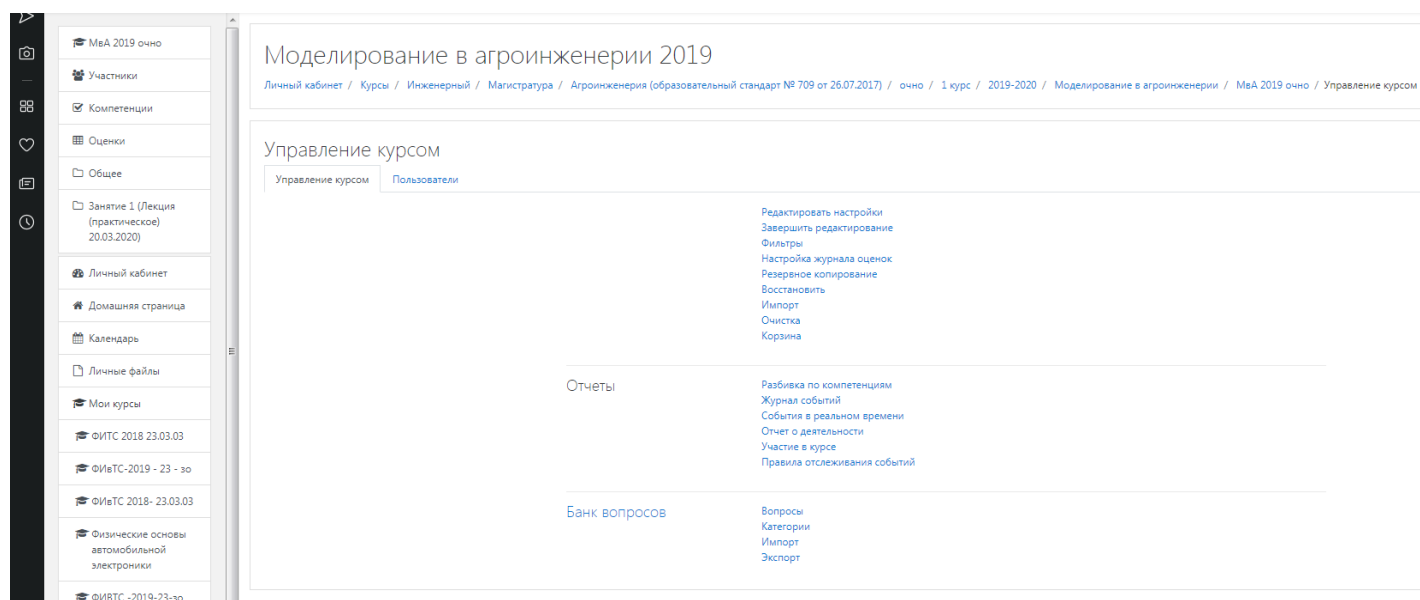 МвА 2019 очно
Участники
Компетенции
Оценки
Общее
Занятие 1 (Лекция
(практическое)
20.03.2020)
Личный кабинет
Домашняя страница
Календарь
Личные файлы
Мои курсы
ФИТС 2018 23.03.03
ФИвТС-2019 - 23 - зо
ФИвТС 2018- 23.03.03
Физические основы
автомобильной
электроники
ФИВТС -2019-23-зо
Моделирование в агроинженерии 2019
Личный кабинет / Курсы / Инженерный / Магистратура / Агроинженерия (образовательный стандарт № 709 от 26.07.2017) / очно / 1 курс / 2019-2020 / Моделирование в агроинженерии / МвА 2019 очно / Управление курсом
Управление курсом
Управление курсом Пользователи
Редактировать настройки
Завершить редактирование
Фильтры
Настройка журнала оценок
Резервное копирование
Восстановить
Импорт
Очистка
Корзина
Отчеты
Разбивка по компетенциям
Журнал событий
События в реальном времени
Отчет о деятельности
Участие в курсе
Правила отслеживания событий
Банк вопросов
Вопросы
Категории
Импорт
Экспорт